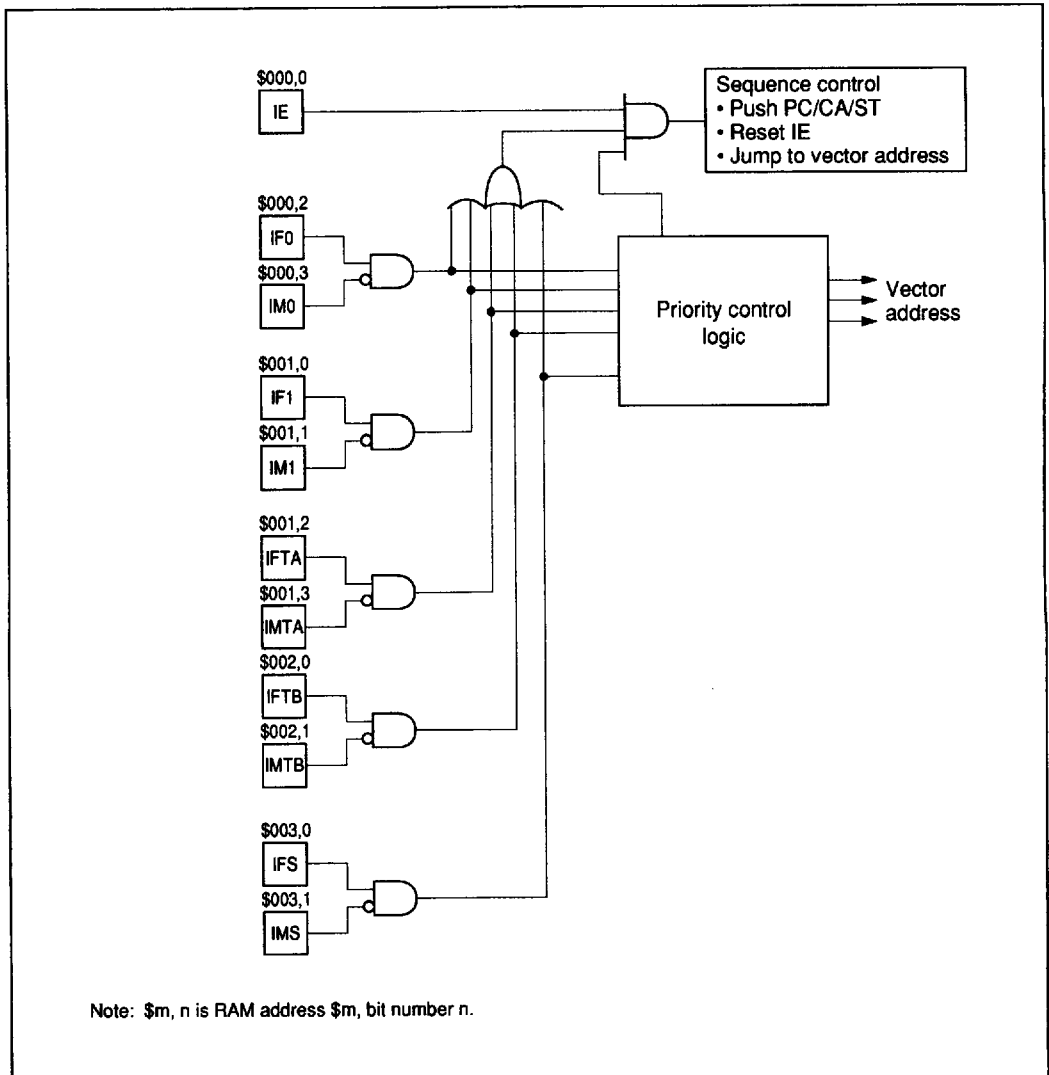 $000,0
IE
Sequence control
• Push PC/CA/ST
• Reset IE
• Jump to vector address
$000,2
IF0
$000,3
IM0
Priority control
logic
Vector
address
$001,0
IF1
$001,1
IM1
$001,2
IFTA
$001,3
IMTA
$002,0
IFTB
$002,1
IMTB
$003,0
IFS
$003,1
IMS
Note: $m, n is RAM address $m, bit number n.